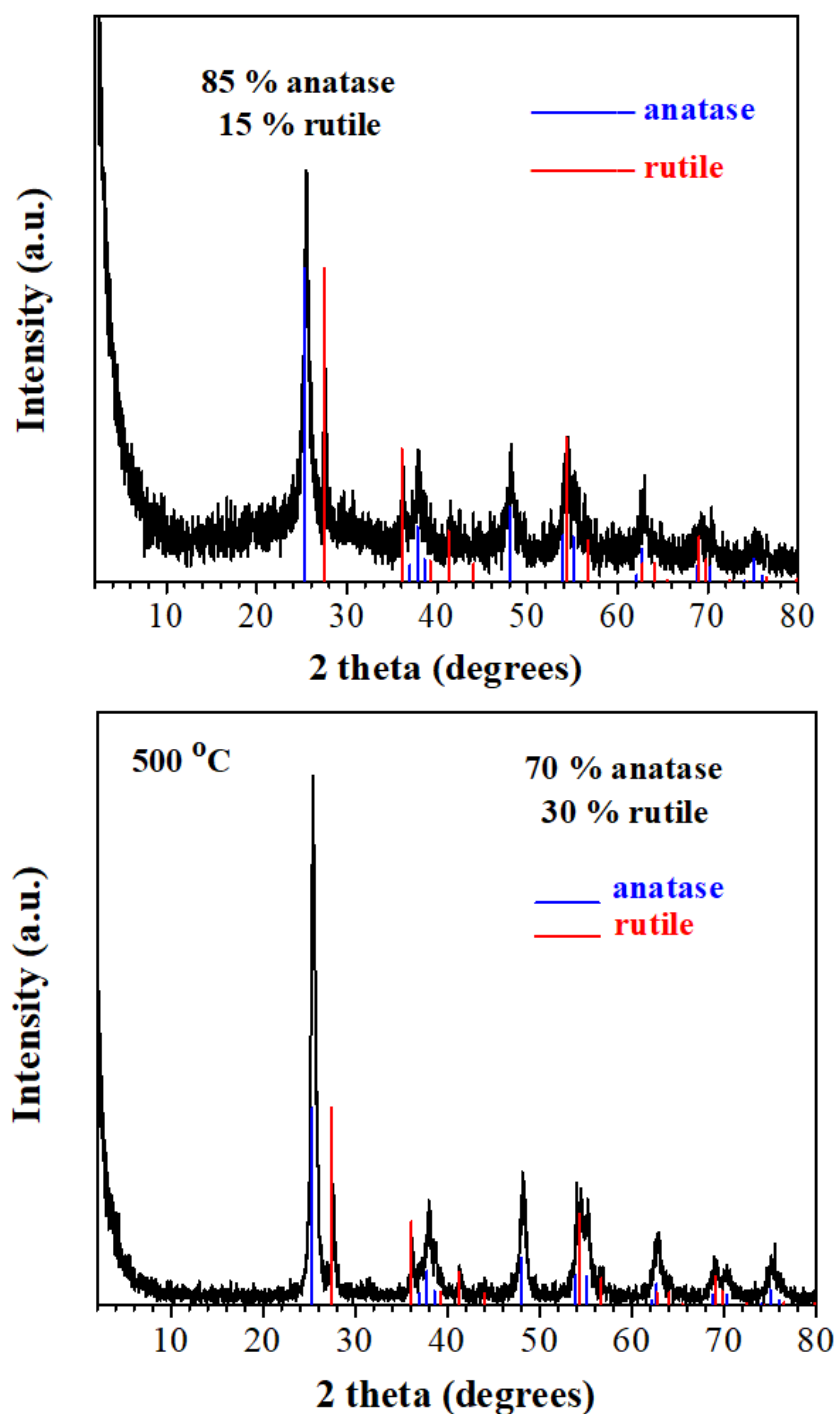 85 % anatase
15 % rutile
anatase
rutile
Intensity (a.u.)
10 20 30 40 50 60 70 80
2 theta (degrees)
500 °C
70 % anatase
30 % rutile
anatase
rutile
Intensity (a.u.)
10 20 30 40 50 60 70 80
2 theta (degrees)